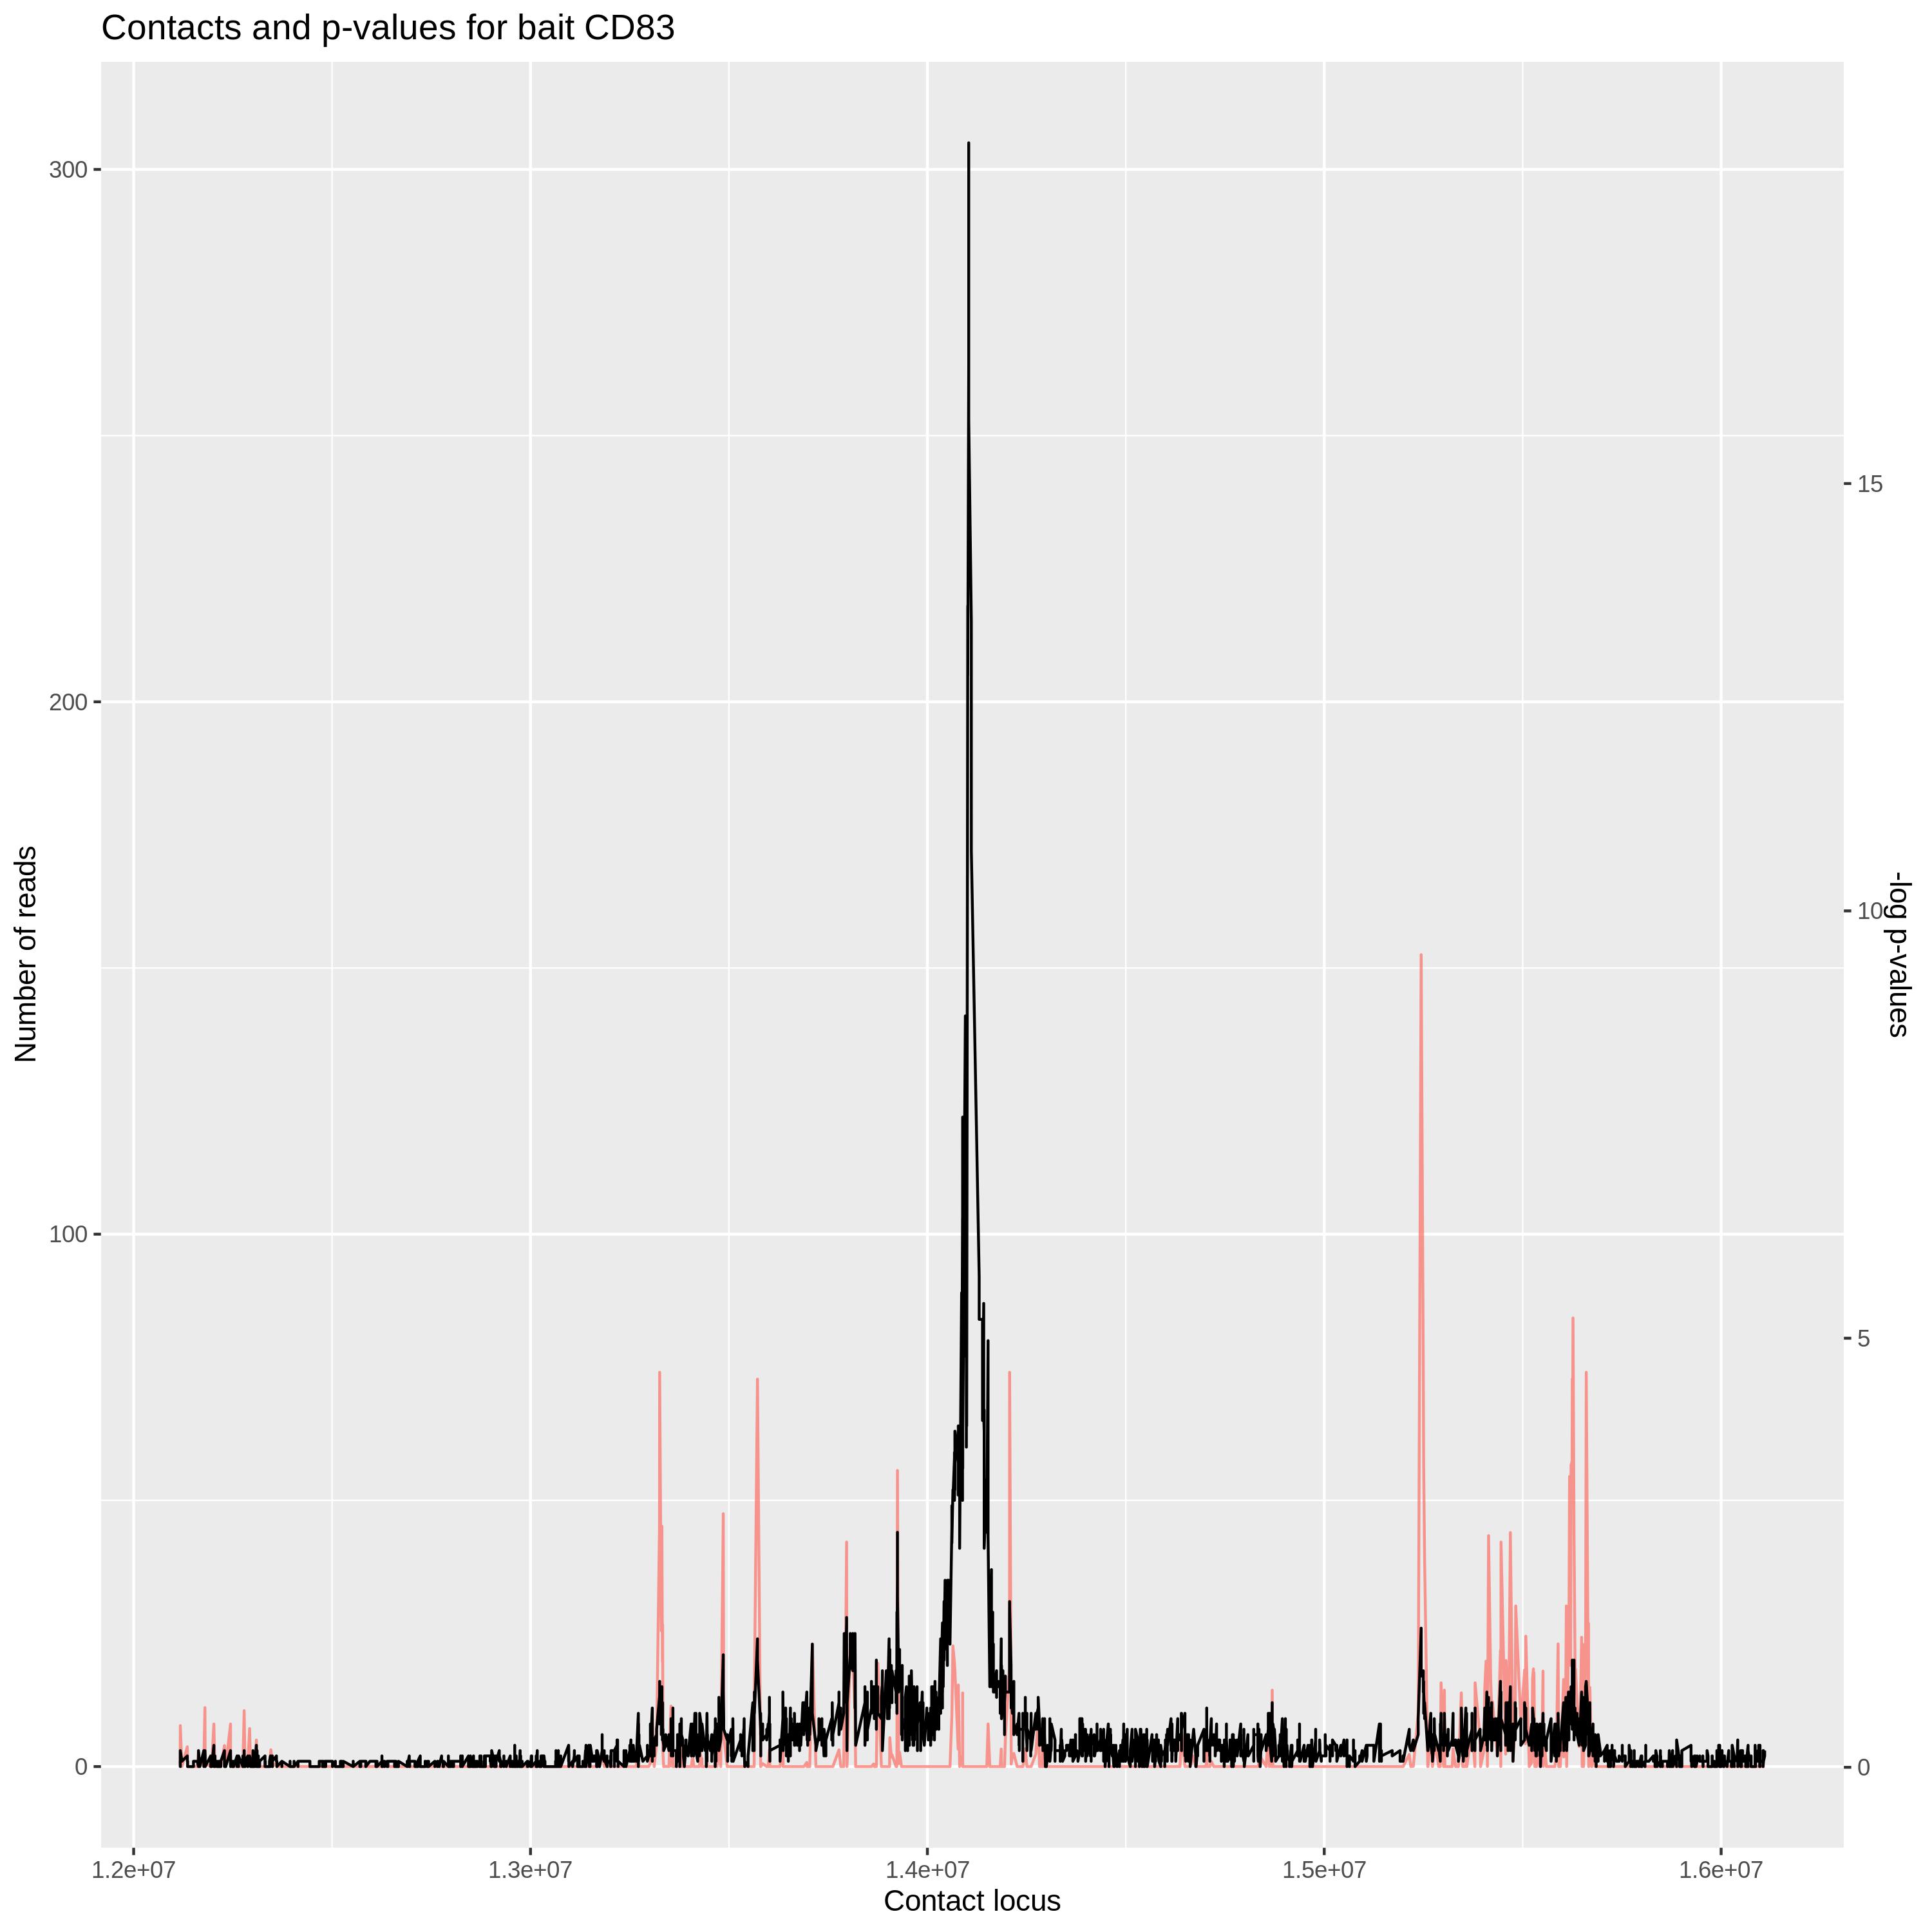 Contacts and p-values for bait CD83
300
200
100
0
Number of reads
15
10
5
0
-log p-values
1.2e+07
1.3e+07
1.4e+07
1.5e+07
1.6e+07
Contact locus